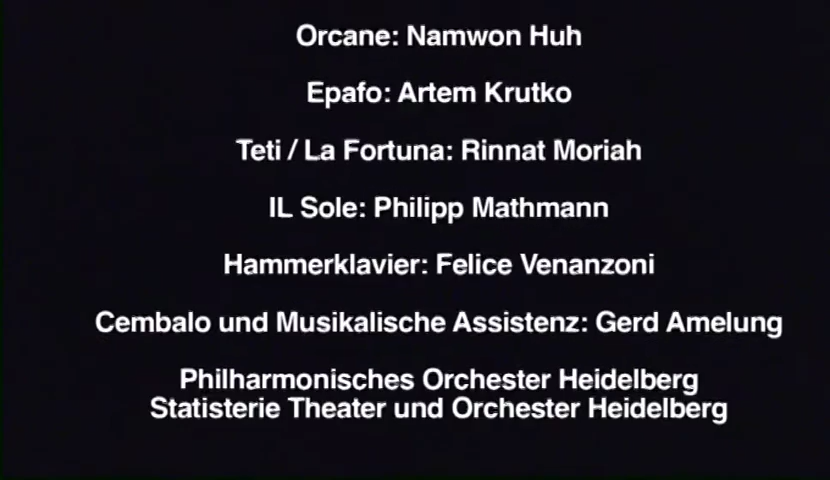 Orcane: Namwon Huh
Epafo: Artem Krutko
Teti / La Fortuna: Rinnat Moriah
IL Sole: Philipp Mathmann
Hammerklavier: Felice Venanzoni
Cembalo und Musikalische Assistenz: Gerd Amelung
Philharmonisches Orchester Heidelberg
Statisterie Theater und Orchester Heidelberg